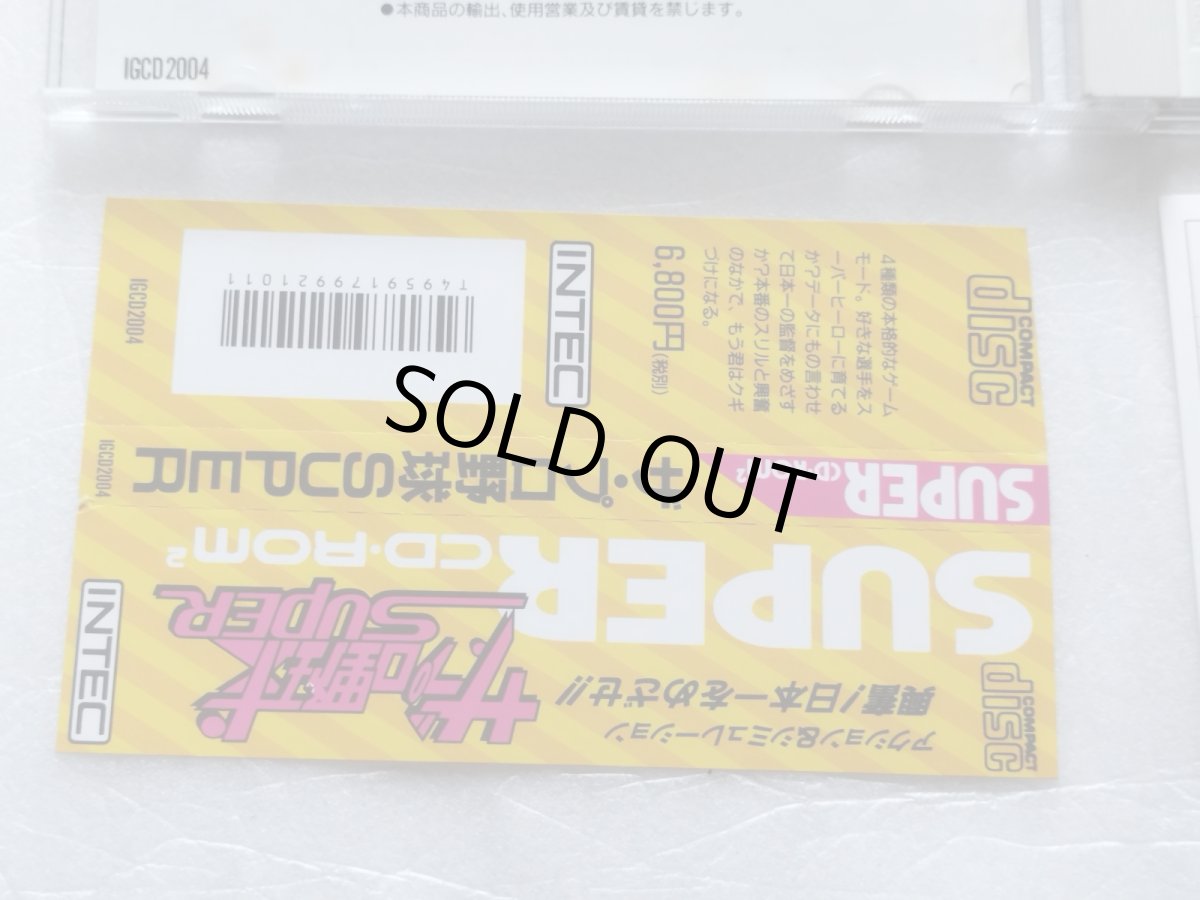 ●本商品の輸出、使用営業及び賃貸を禁じます。
IGCD2004
COMPACT
disc
4種類の本格的なゲーム
モード。好きな選手をス
ーパーヒーローに育てる
か?データにもの言わせ
て日本一の監督をめざす
か?本番のスリルと興奮
のなかで、もう君はクギ
づけになる。
6,800円(税別)
INTEC
T4959179921011
IGCD2004
SUPER CD-ROM²
ザ・プロ野球SUPER
IGCD2004
SUPER
CD・ROM²
ザ・プロ野球
SUPER
INTEC
興奮!日本一をめざせ!!
アクション&シミュレーション
COMPACT
disc
SOLD OUT